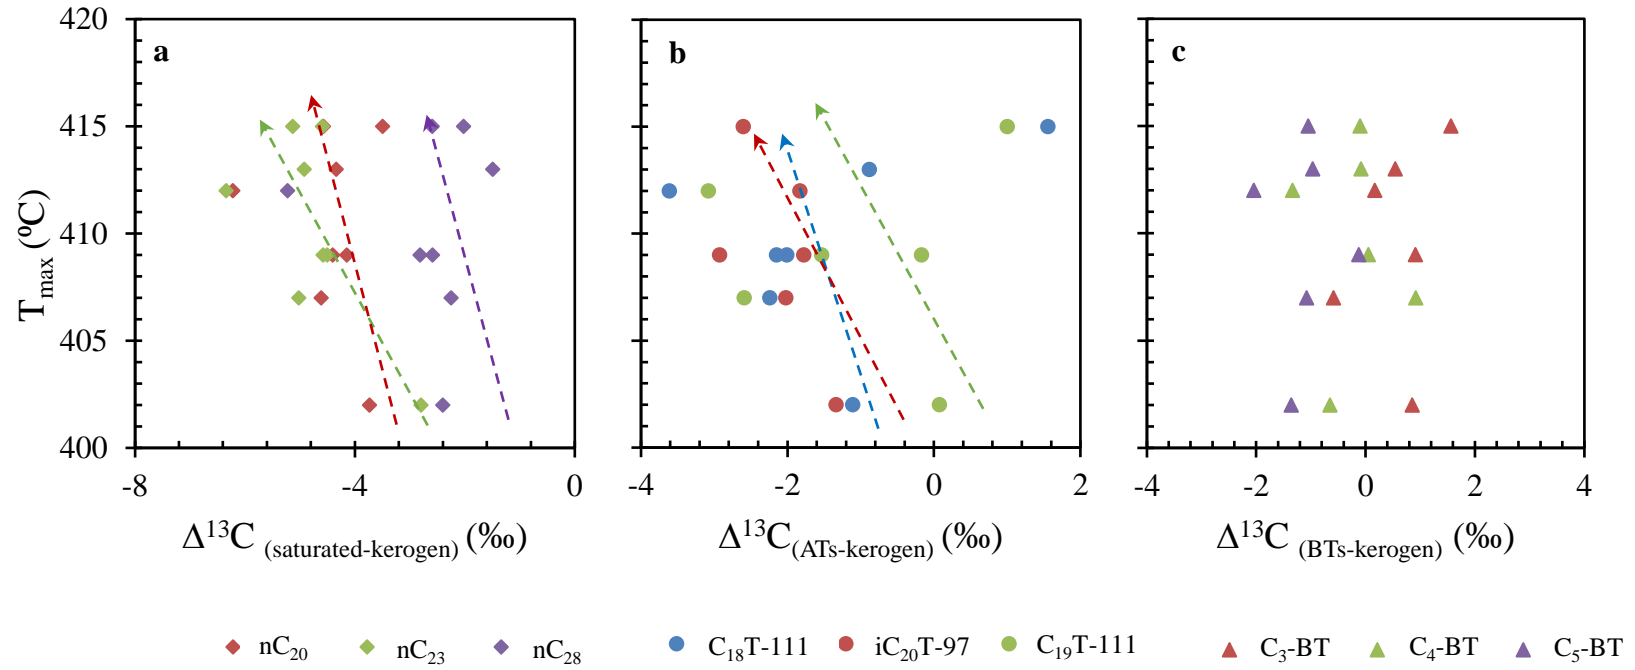 420
415
410
405
400
T_max (ºC)
a
b
c
-8 -4 0
-4 -2 0 2
-4 -2 0 2 4
Δ¹³C (saturated-kerogen) (‰)
Δ¹³C(ATs-kerogen) (‰)
Δ¹³C (BTs-kerogen) (‰)
nC₂₀ nC₂₃ nC₂₈
C₁₈T-111 iC₂₀T-97 C₁₉T-111
C₃-BT C₄-BT C₅-BT